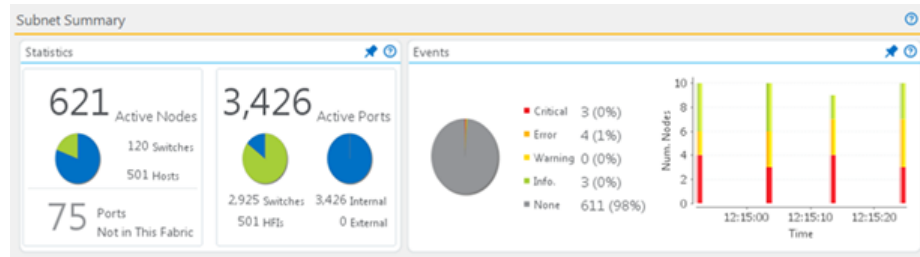 Subnet Summary
Statistics
621 Active Nodes
120 Switches
501 Hosts
75 Ports
Not in This Fabric
3,426 Active Ports
2,925 Switches
501 HFIs
3,426 Internal
0 External
Events
Critical 3 (0%)
Error 4 (1%)
Warning 0 (0%)
Info. 3 (0%)
None 611 (98%)
Num. Nodes
10
8
6
4
2
0
12:15:00 12:15:10 12:15:20
Time